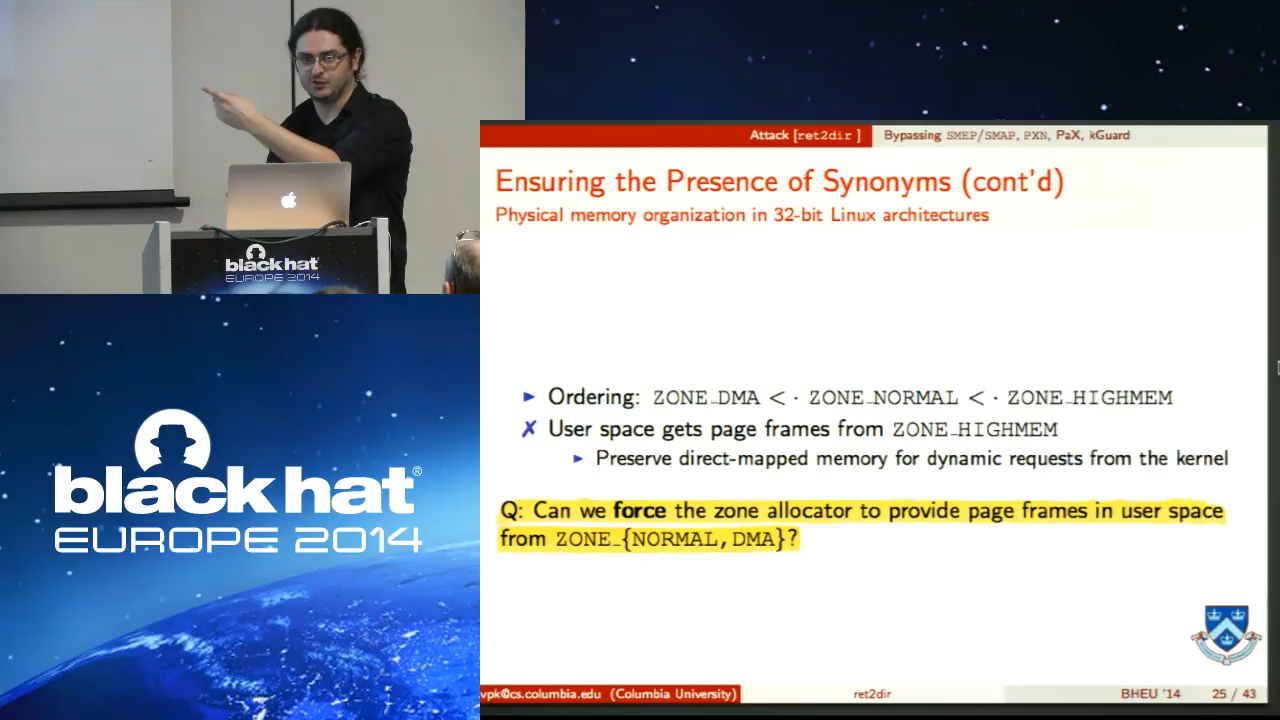 black hat
EUROPE 2014
black hat®
EUROPE 2014
Attack [ret2dir ] Bypassing SMEP/SMAP, PXN, PaX, kGuard
Ensuring the Presence of Synonyms (cont'd)
Physical memory organization in 32-bit Linux architectures
▶ Ordering: ZONE_DMA < · ZONE_NORMAL < · ZONE_HIGHMEM
✗ User space gets page frames from ZONE_HIGHMEM
▶ Preserve direct-mapped memory for dynamic requests from the kernel
Q: Can we force the zone allocator to provide page frames in user space
from ZONE_{NORMAL,DMA}?
vpk@cs.columbia.edu (Columbia University) ret2dir BHEU '14 25 / 43